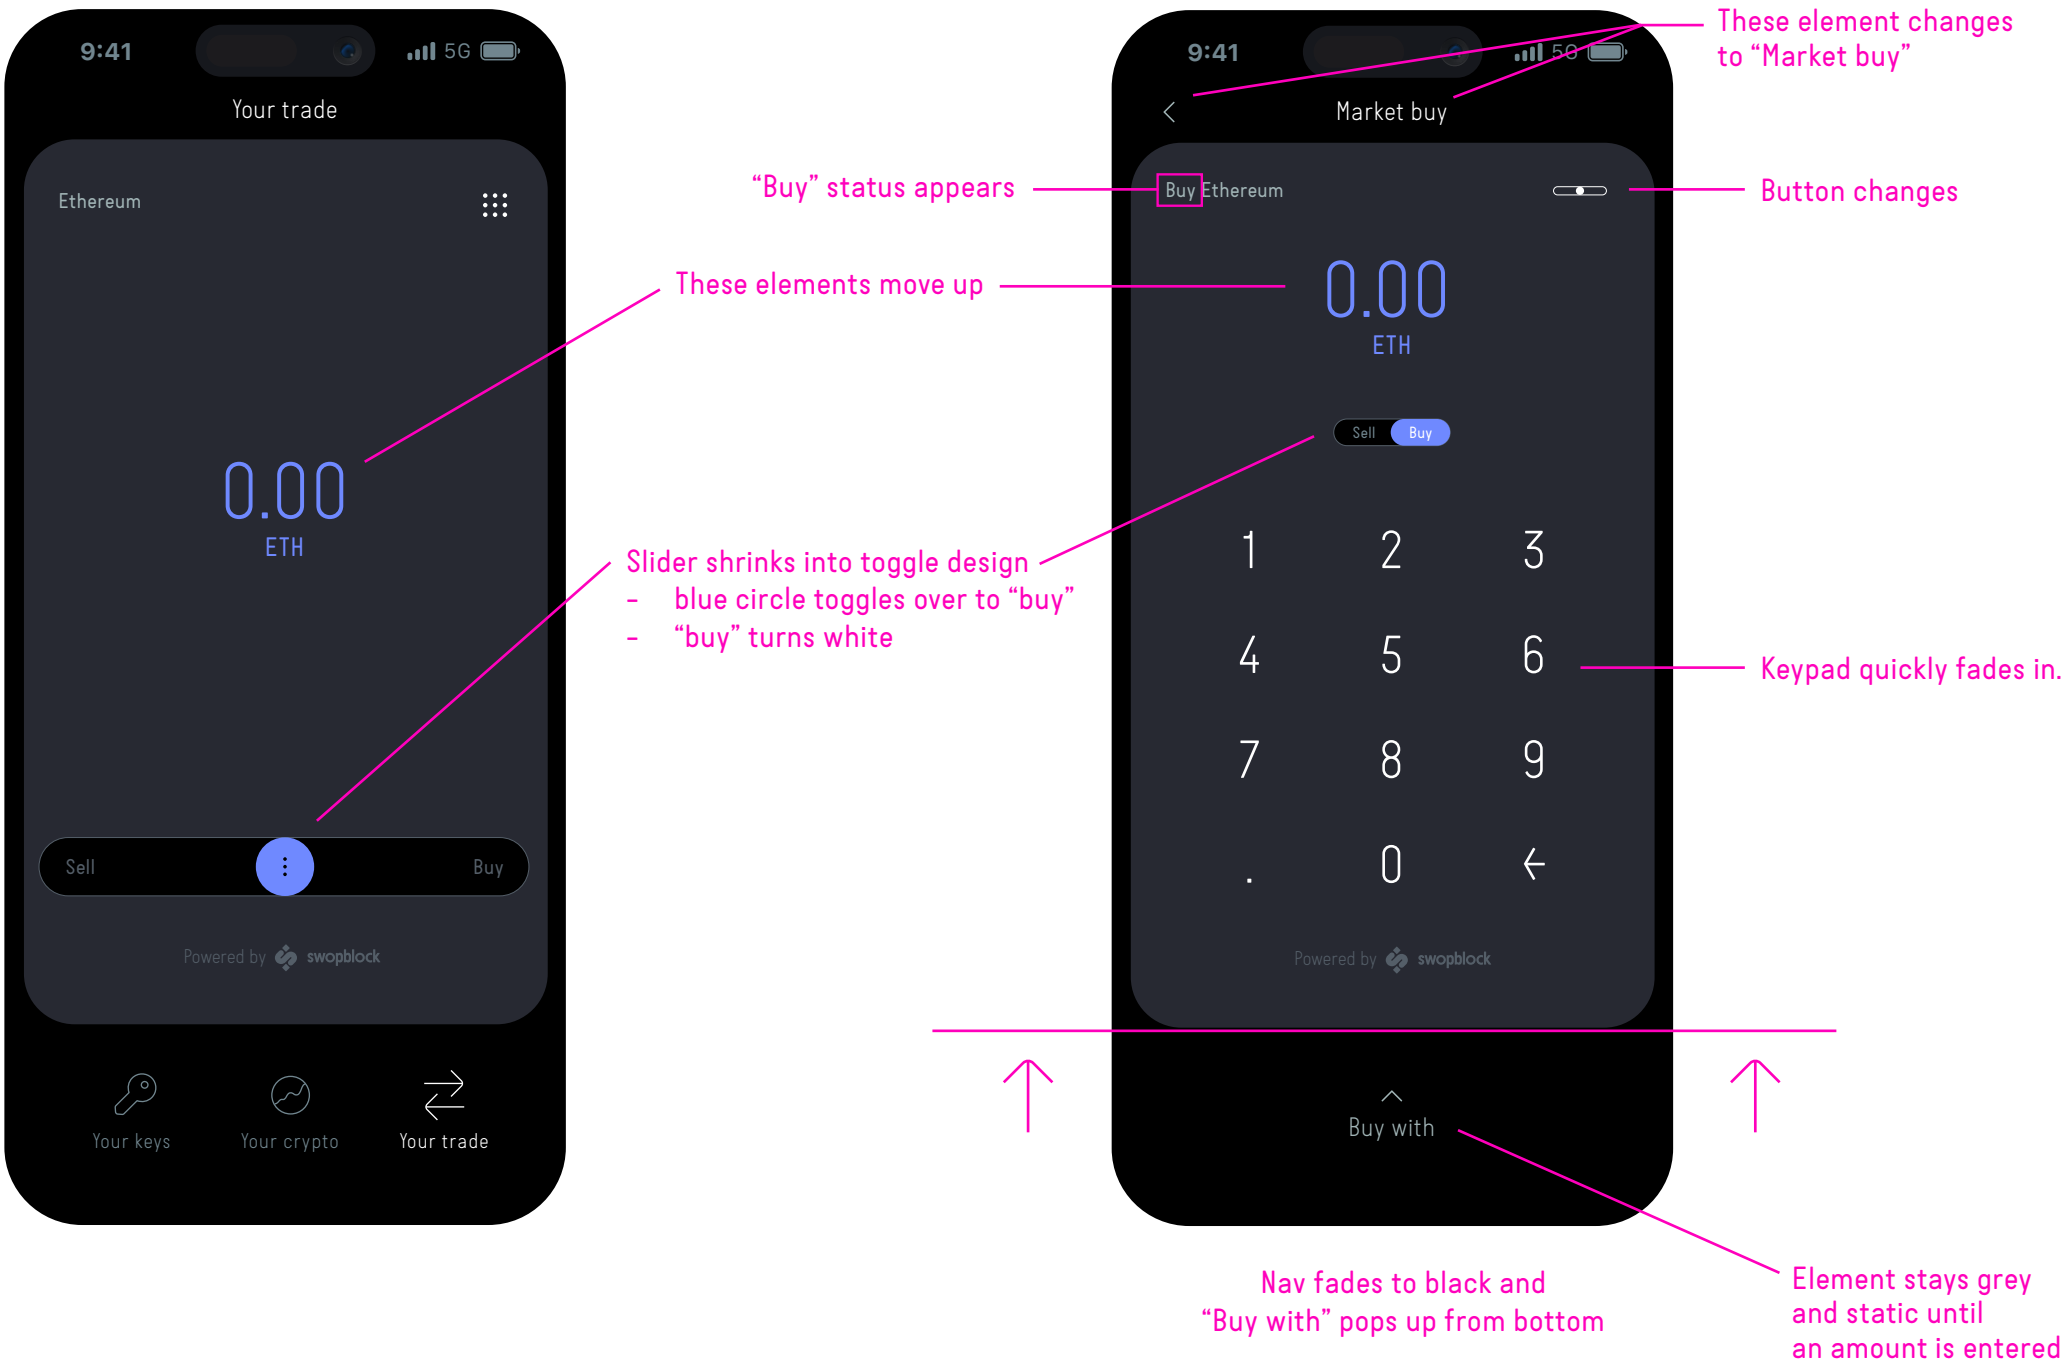 9:41
5G
Your trade
Ethereum
0.00
ETH
Sell
Buy
Powered by swopblock
Your keys
Your crypto
Your trade
These element changes
to “Market buy”
“Buy” status appears
These elements move up
Slider shrinks into toggle design
- blue circle toggles over to “buy”
- “buy” turns white
9:41
5G
Market buy
Buy Ethereum
Button changes
0.00
ETH
Sell
Buy
1 2 3
4 5 6
Keypad quickly fades in.
7 8 9
. 0 ←
Powered by swopblock
Buy with
Nav fades to black and
“Buy with” pops up from bottom
Element stays grey
and static until
an amount is entered